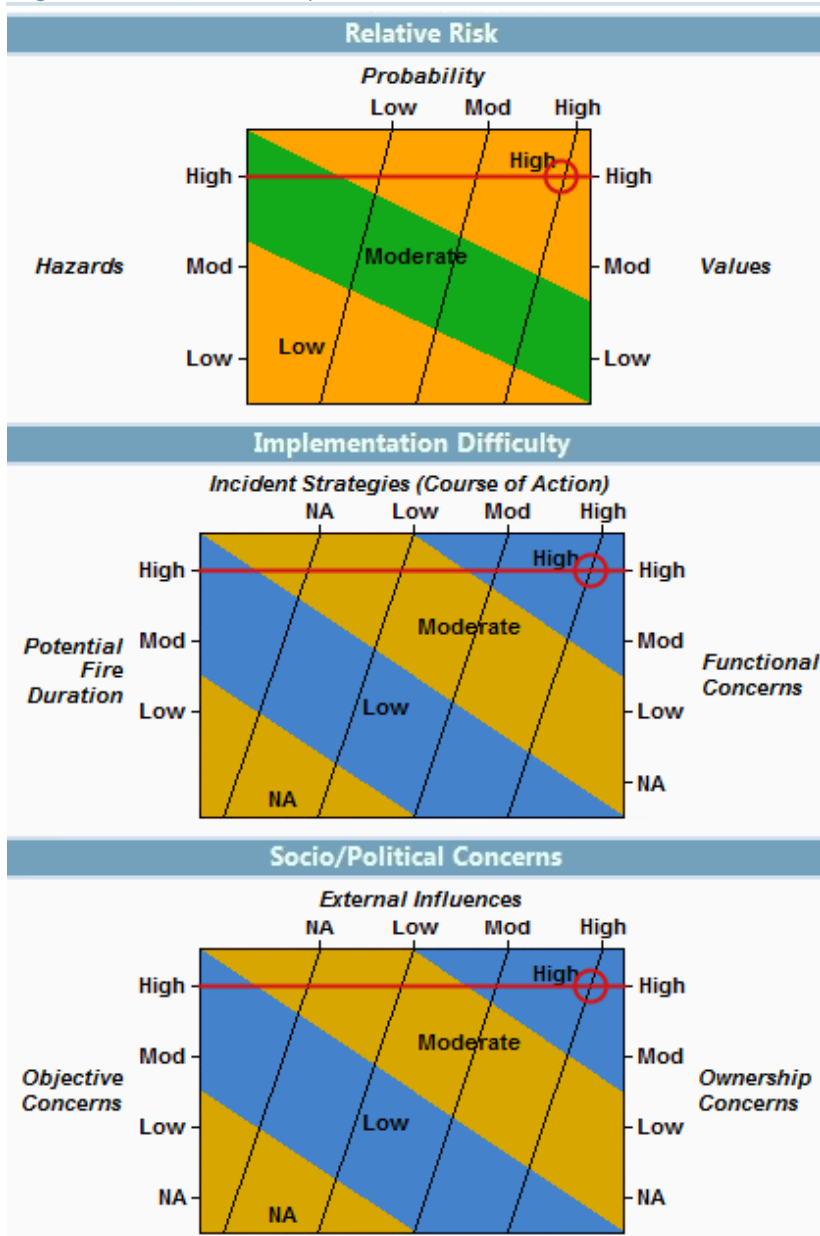 Relative Risk
Probability
Low Mod High
High High High
Hazards Mod Moderate Mod Values
Low Low Low
Implementation Difficulty
Incident Strategies (Course of Action)
NA Low Mod High
High High High
Potential Fire Duration Mod Moderate Mod Functional Concerns
Low Low Low
NA NA
Socio/Political Concerns
External Influences
NA Low Mod High
High High High
Mod Moderate Mod
Objective Concerns Ownership Concerns
Low Low Low
NA NA NA